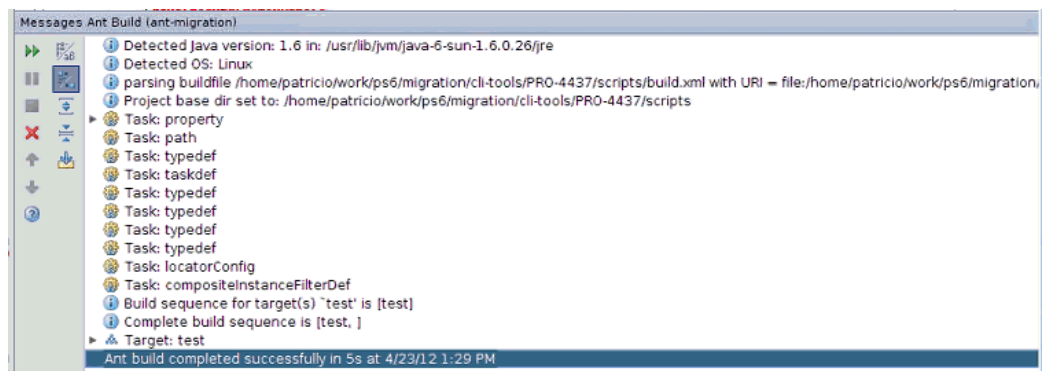 Messages Ant Build (ant-migration)
Detected Java version: 1.6 in: /usr/lib/jvm/java-6-sun-1.6.0.26/jre
Detected OS: Linux
parsing buildfile /home/patricio/work/ps6/migration/cli-tools/PRO-4437/scripts/build.xml with URI = file:/home/patricio/work/ps6/migration/
Project base dir set to: /home/patricio/work/ps6/migration/cli-tools/PRO-4437/scripts
Task: property
Task: path
Task: typedef
Task: taskdef
Task: typedef
Task: typedef
Task: typedef
Task: typedef
Task: locatorConfig
Task: compositeInstanceFilterDef
Build sequence for target(s) `test' is [test]
Complete build sequence is [test, ]
Target: test
Ant build completed successfully in 5s at 4/23/12 1:29 PM